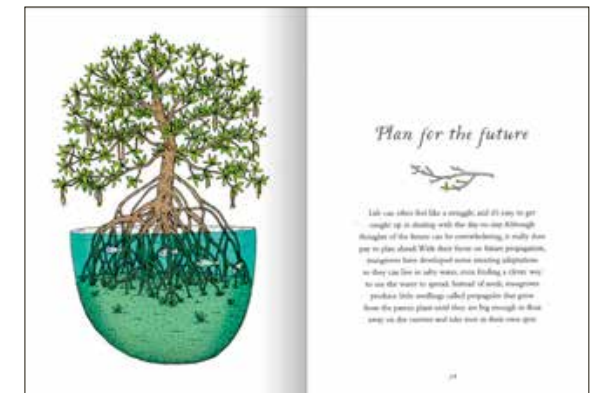 Plan for the future
Life can often feel like a struggle, and it's easy to get
caught up in dealing with the day-to-day. Although
thoughts of the future can be overwhelming, it really does
pay to plan ahead. With their focus on future propagation,
mangroves have developed some amazing adaptations
so they can live in salty water, even finding a clever way
to use the water to spread. Instead of seeds, mangroves
produce little seedlings called propagules that grow
from the parent plant until they are big enough to float
away on the current and take root in their own spot.